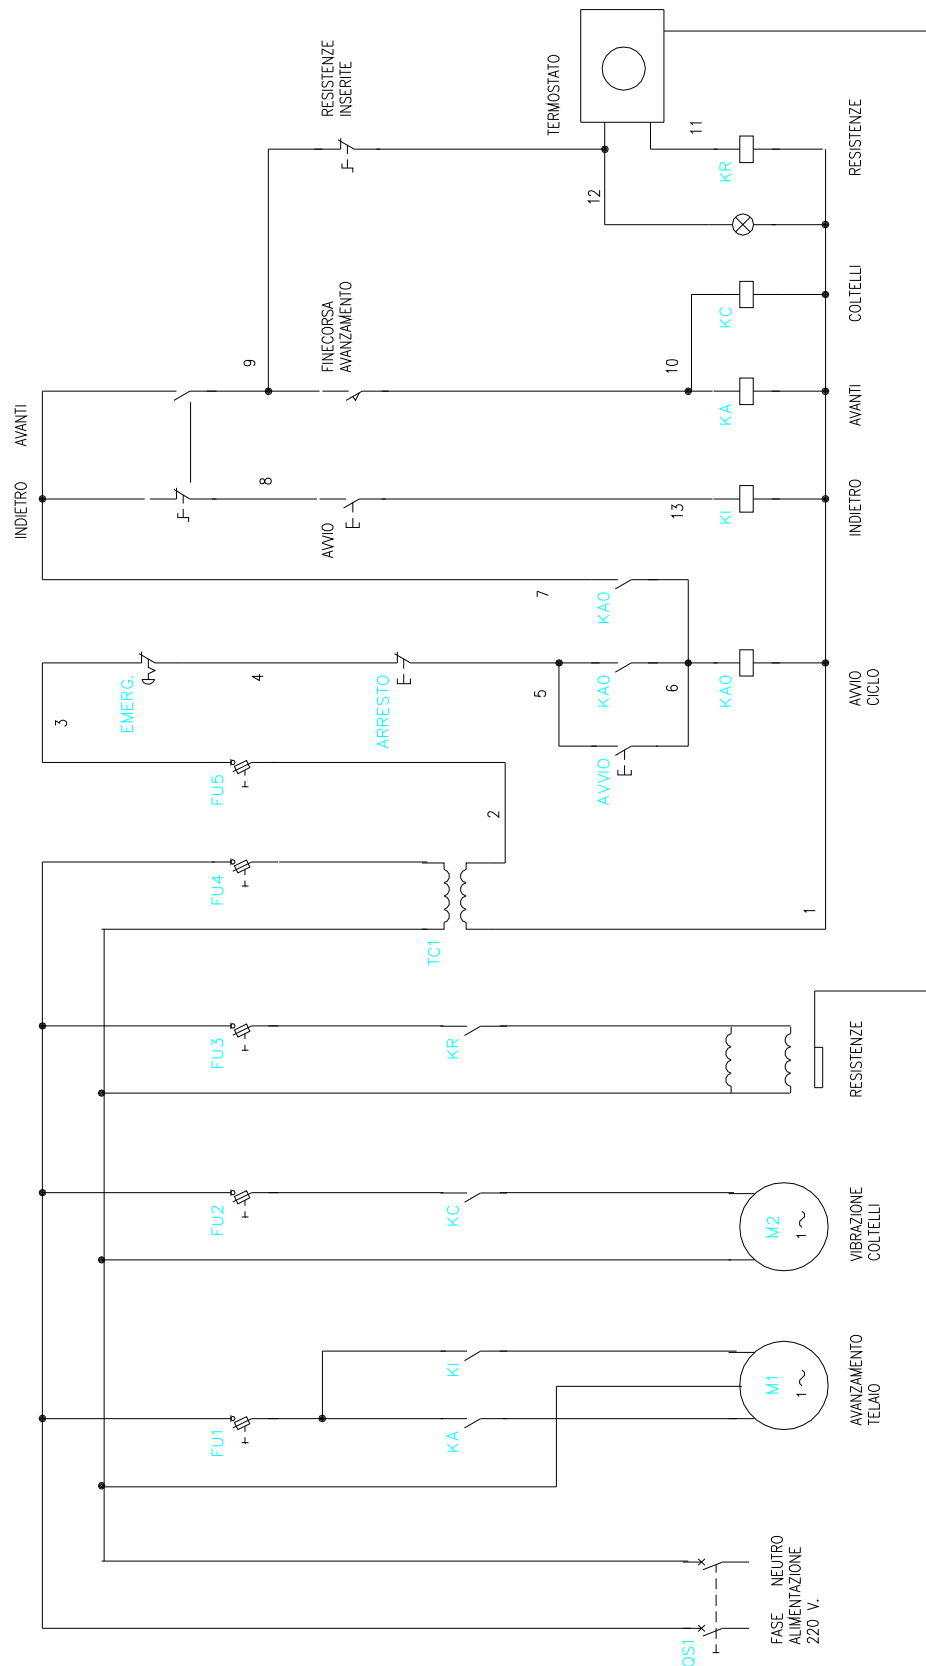 QS1
FASE NEUTRO
ALIMENTAZIONE
220 V.
FU1
KA
KI
M1
1~
AVANZAMENTO
TELAIO
FU2
KC
M2
1~
VIBRAZIONE
COLTELLI
FU3
KR
RESISTENZE
FU4
TC1
1
2
FU5
3
EMERG.
4
ARRESTO
5
AVVIO
KA0
6
KA0
AVVIO
CICLO
7
KA0
INDIETRO
AVANTI
8
AVVIO
13
KI
INDIETRO
9
FINECORSA
AVANZAMENTO
10
KA
AVANTI
KC
COLTELLI
RESISTENZE
INSERITE
TERMOSTATO
12
11
KR
RESISTENZE